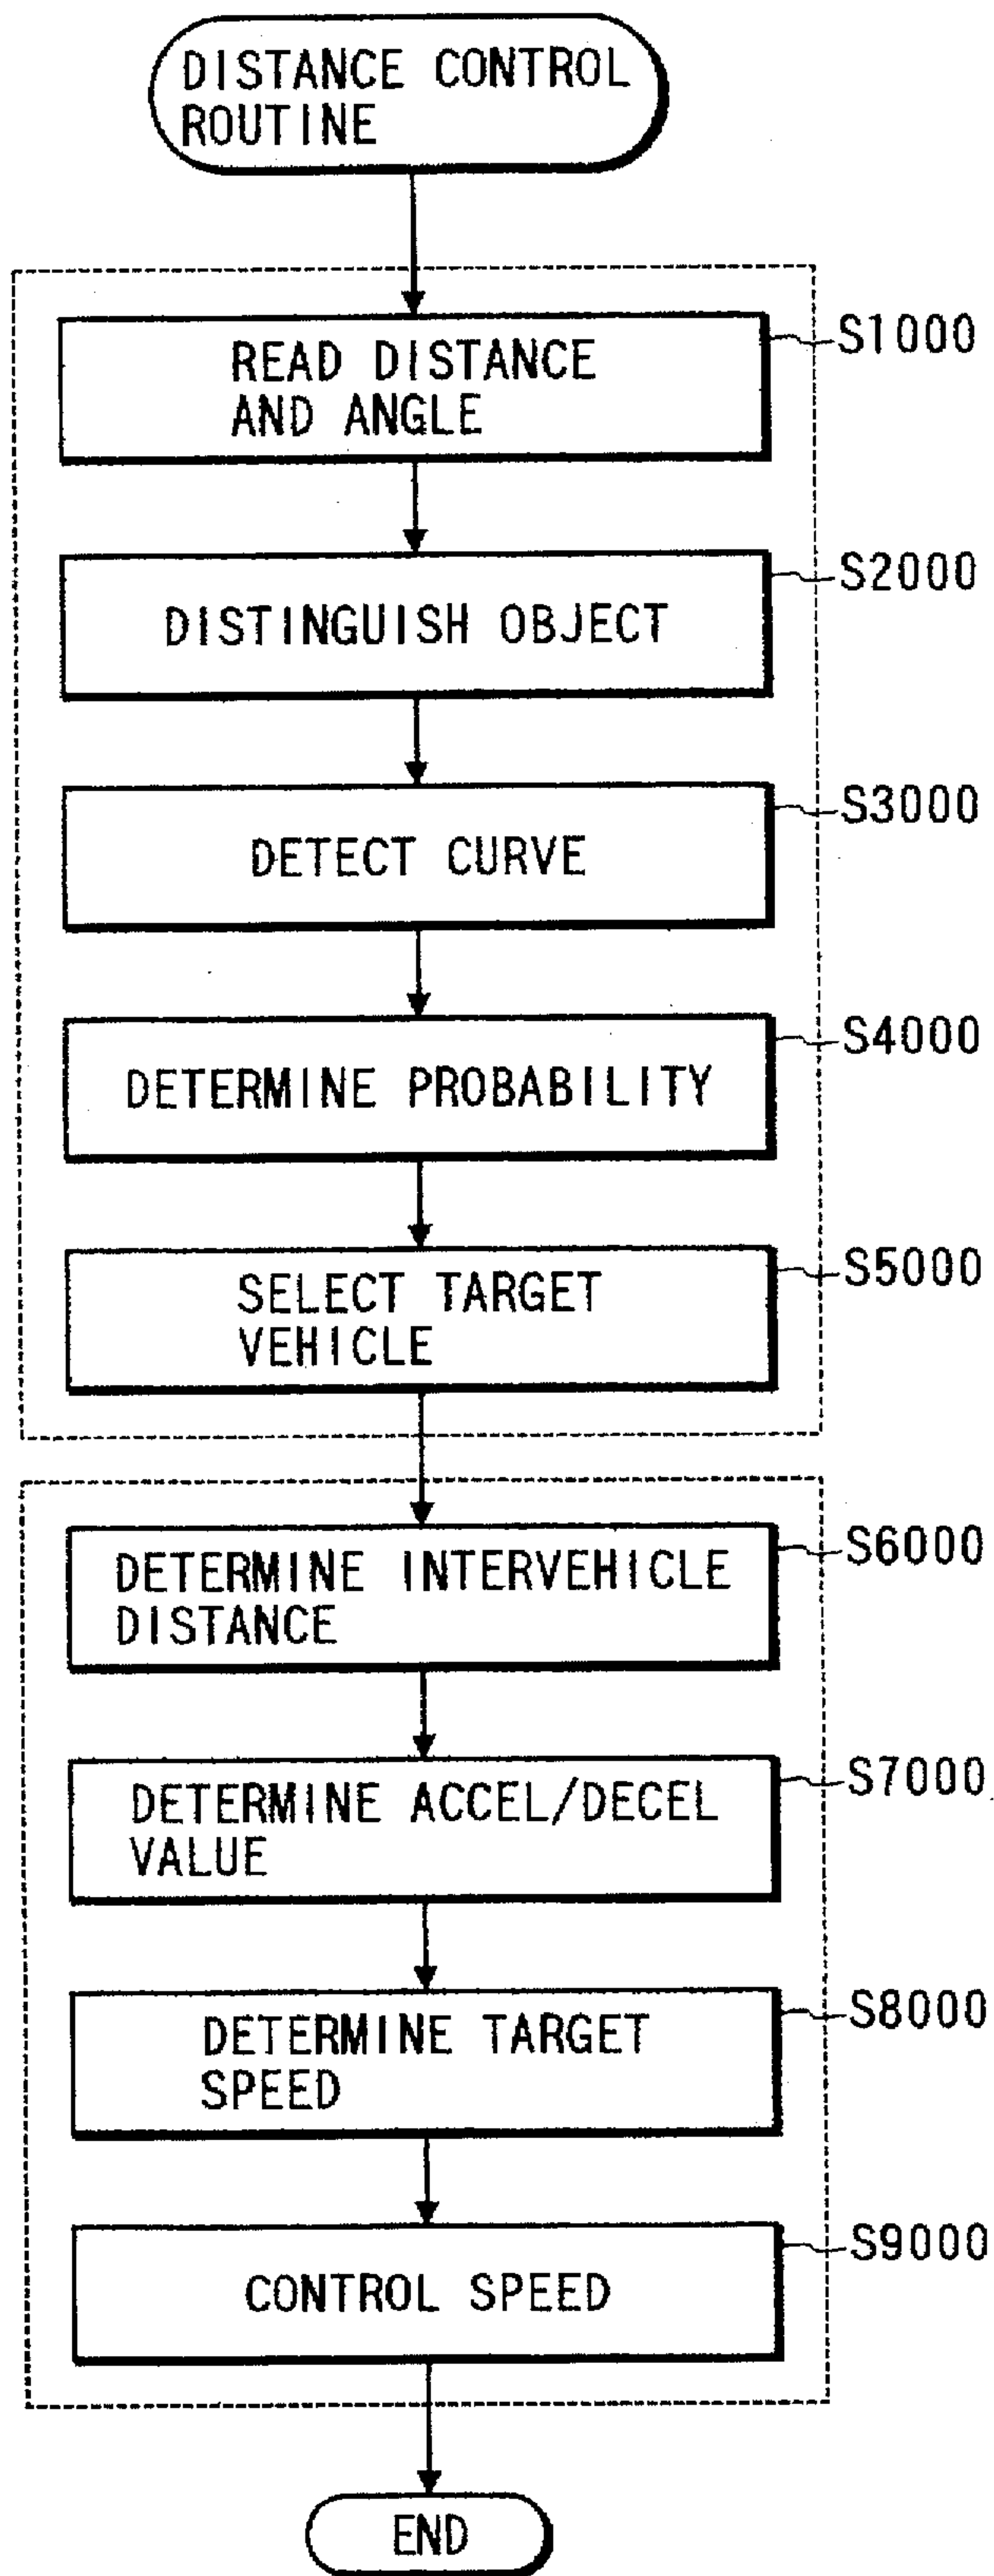 DISTANCE CONTROL
ROUTINE
READ DISTANCE
AND ANGLE
S1000
DISTINGUISH OBJECT
S2000
DETECT CURVE
S3000
DETERMINE PROBABILITY
S4000
SELECT TARGET
VEHICLE
S5000
DETERMINE INTERVEHICLE
DISTANCE
S6000
DETERMINE ACCEL/DECEL
VALUE
S7000
DETERMINE TARGET
SPEED
S8000
CONTROL SPEED
S9000
END